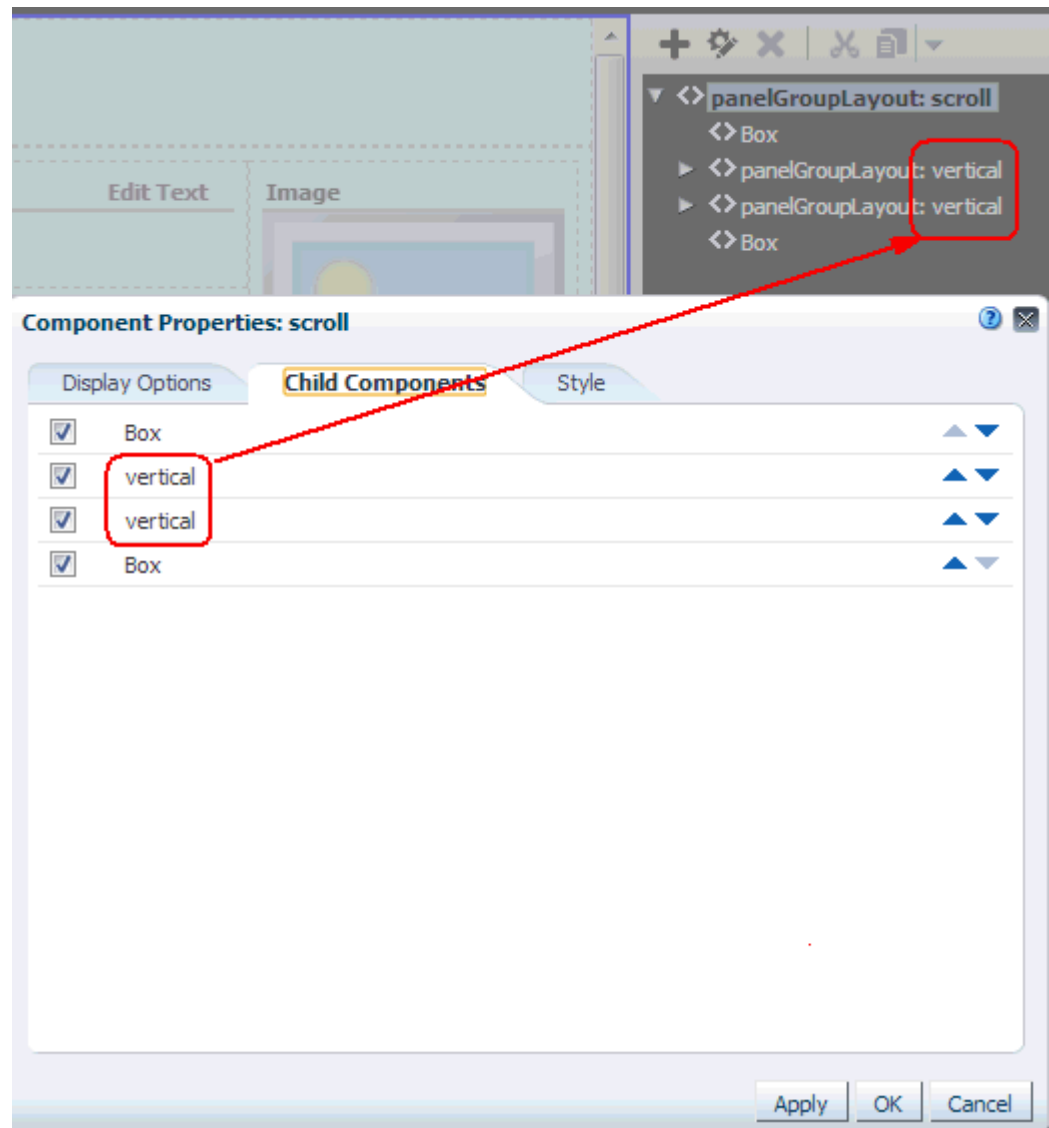 panelGroupLayout: scroll
Box
panelGroupLayout: vertical
panelGroupLayout: vertical
Box
Edit Text
Image
Component Properties: scroll
Display Options
Child Components
Style
Box
vertical
vertical
Box
Apply
OK
Cancel